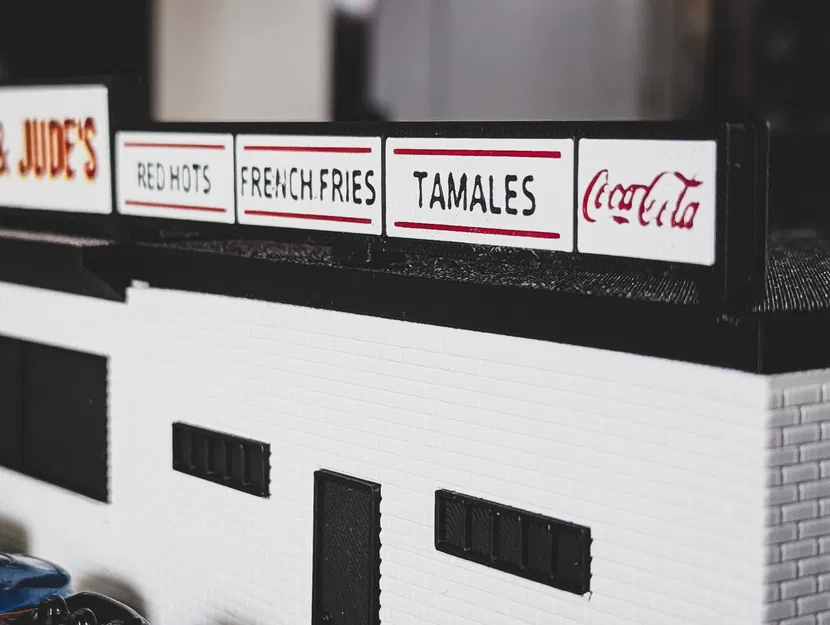 & JUDE'S
RED HOTS
FRENCH FRIES
TAMALES
Coca-Cola